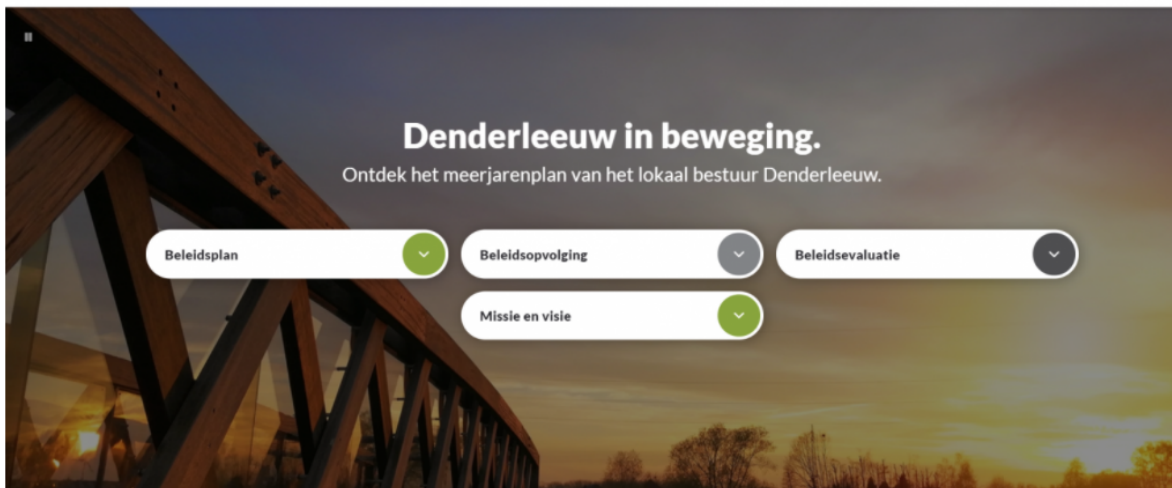 Denderleeuw in beweging.
Ontdek het meerjarenplan van het lokaal bestuur Denderleeuw.
Beleidsplan
Beleidsopvolging
Beleidsevaluatie
Missie en visie